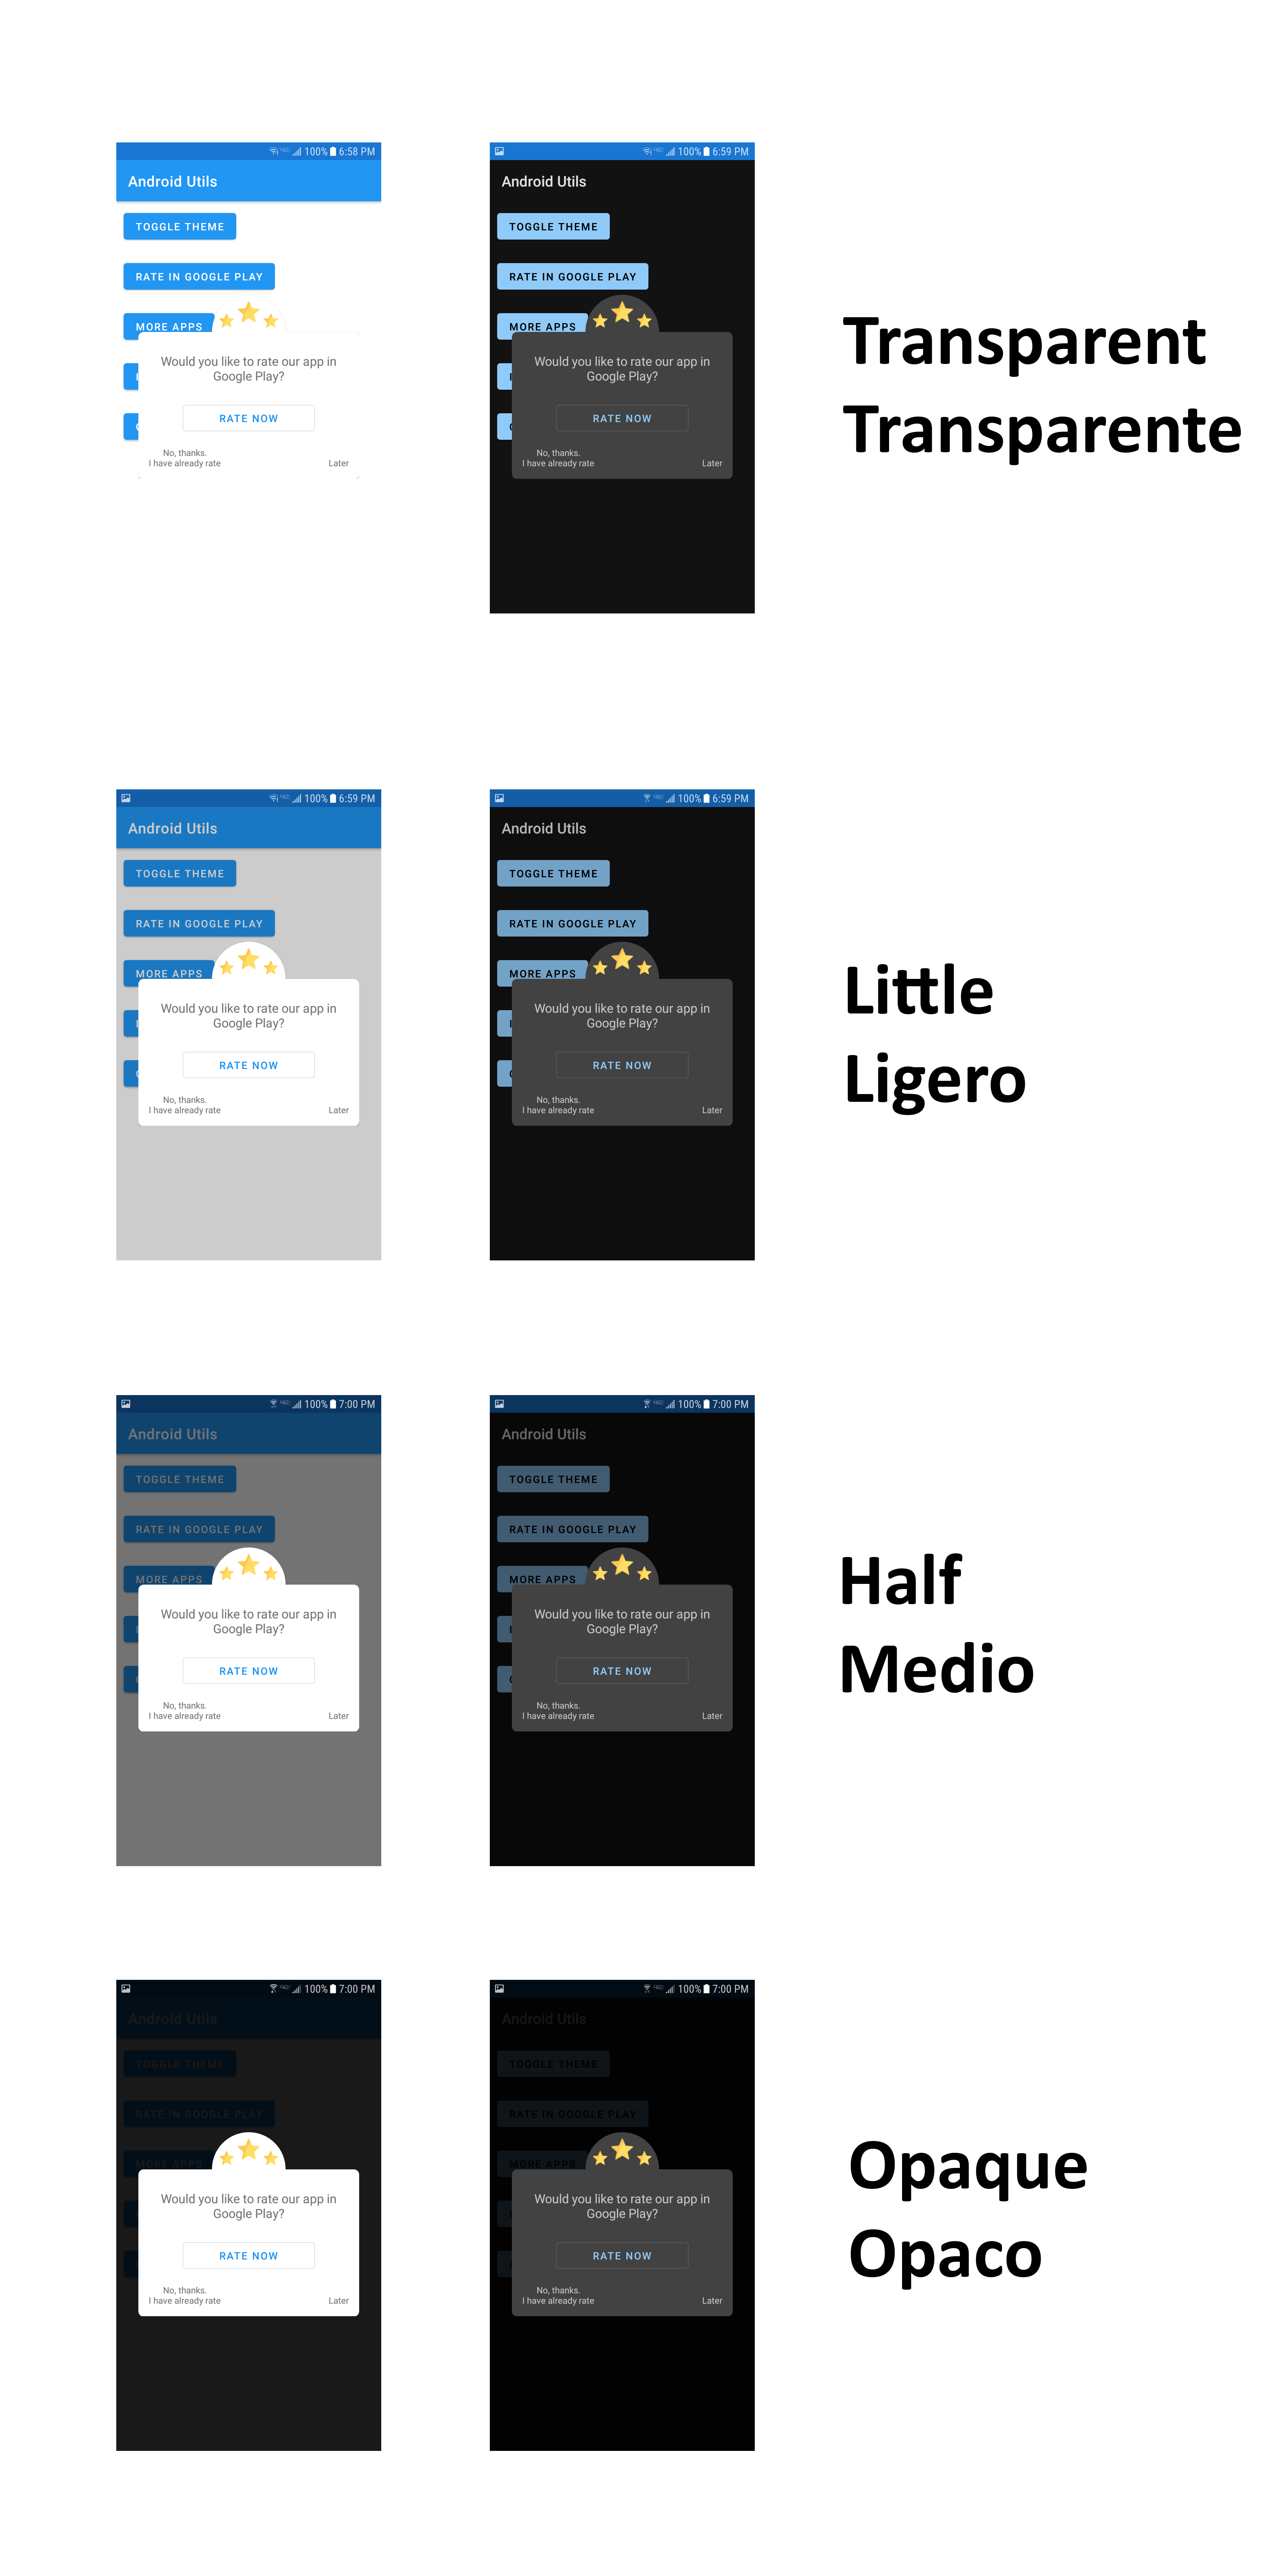 6:58 PM
100%
Android Utils
TOGGLE THEME
RATE IN GOOGLE PLAY
MORE APPS
Would you like to rate our app in
Google Play?
RATE NOW
No, thanks.
I have already rate
Later
100%
6:59 PM
Android Utils
TOGGLE THEME
RATE IN GOOGLE PLAY
MORE APPS
Would you like to rate our app in
Google Play?
RATE NOW
No, thanks.
I have already rate
Later
Transparent
Transparente
100%
6:59 PM
Android Utils
TOGGLE THEME
RATE IN GOOGLE PLAY
MORE APPS
Would you like to rate our app in
Google Play?
RATE NOW
No, thanks.
I have already rate
Later
100%
6:59 PM
Android Utils
TOGGLE THEME
RATE IN GOOGLE PLAY
MORE APPS
Would you like to rate our app in
Google Play?
RATE NOW
No, thanks.
I have already rate
Later
Little
Ligero
100%
7:00 PM
Android Utils
TOGGLE THEME
RATE IN GOOGLE PLAY
MORE APPS
Would you like to rate our app in
Google Play?
RATE NOW
No, thanks.
I have already rate
Later
100%
7:00 PM
Android Utils
TOGGLE THEME
RATE IN GOOGLE PLAY
MORE APPS
Would you like to rate our app in
Google Play?
RATE NOW
No, thanks.
I have already rate
Later
Half
Medio
100%
7:00 PM
Android Utils
TOGGLE THEME
RATE IN GOOGLE PLAY
MORE APPS
Would you like to rate our app in
Google Play?
RATE NOW
No, thanks.
I have already rate
Later
100%
7:00 PM
Android Utils
TOGGLE THEME
RATE IN GOOGLE PLAY
MORE APPS
Would you like to rate our app in
Google Play?
RATE NOW
No, thanks.
I have already rate
Later
Opaque
Opaco